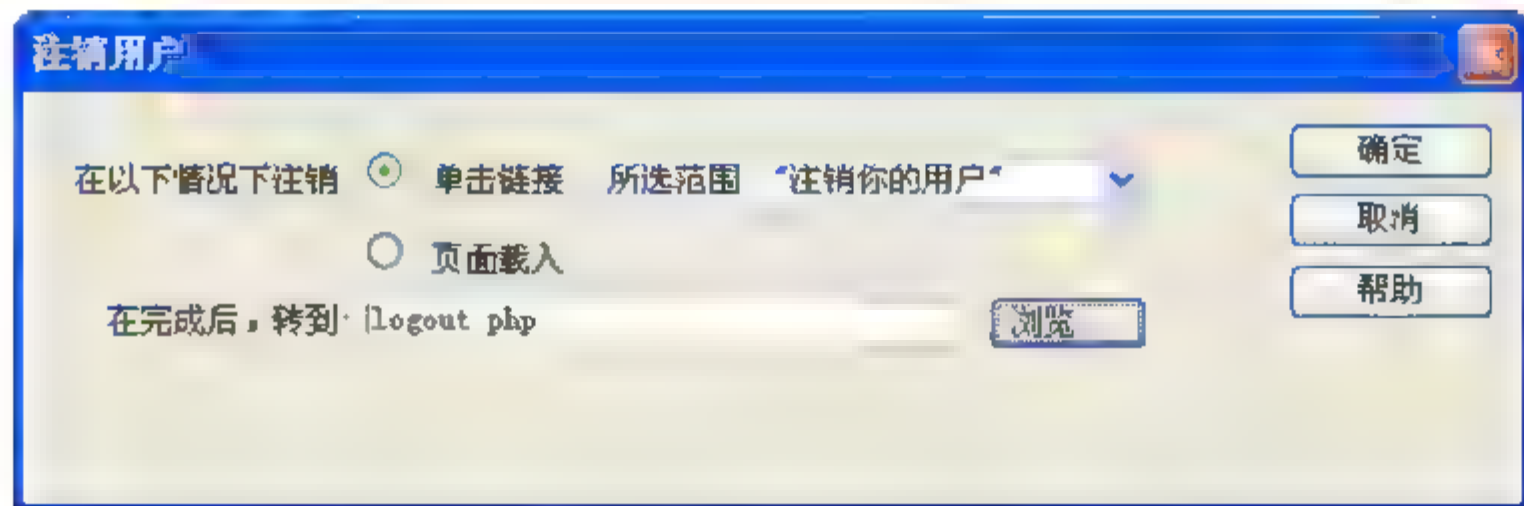 注销用户
在以下情况下注销 单击链接 所选范围 “注销你的用户”
页面载入
在完成后，转到： logout php
浏览
确定
取消
帮助